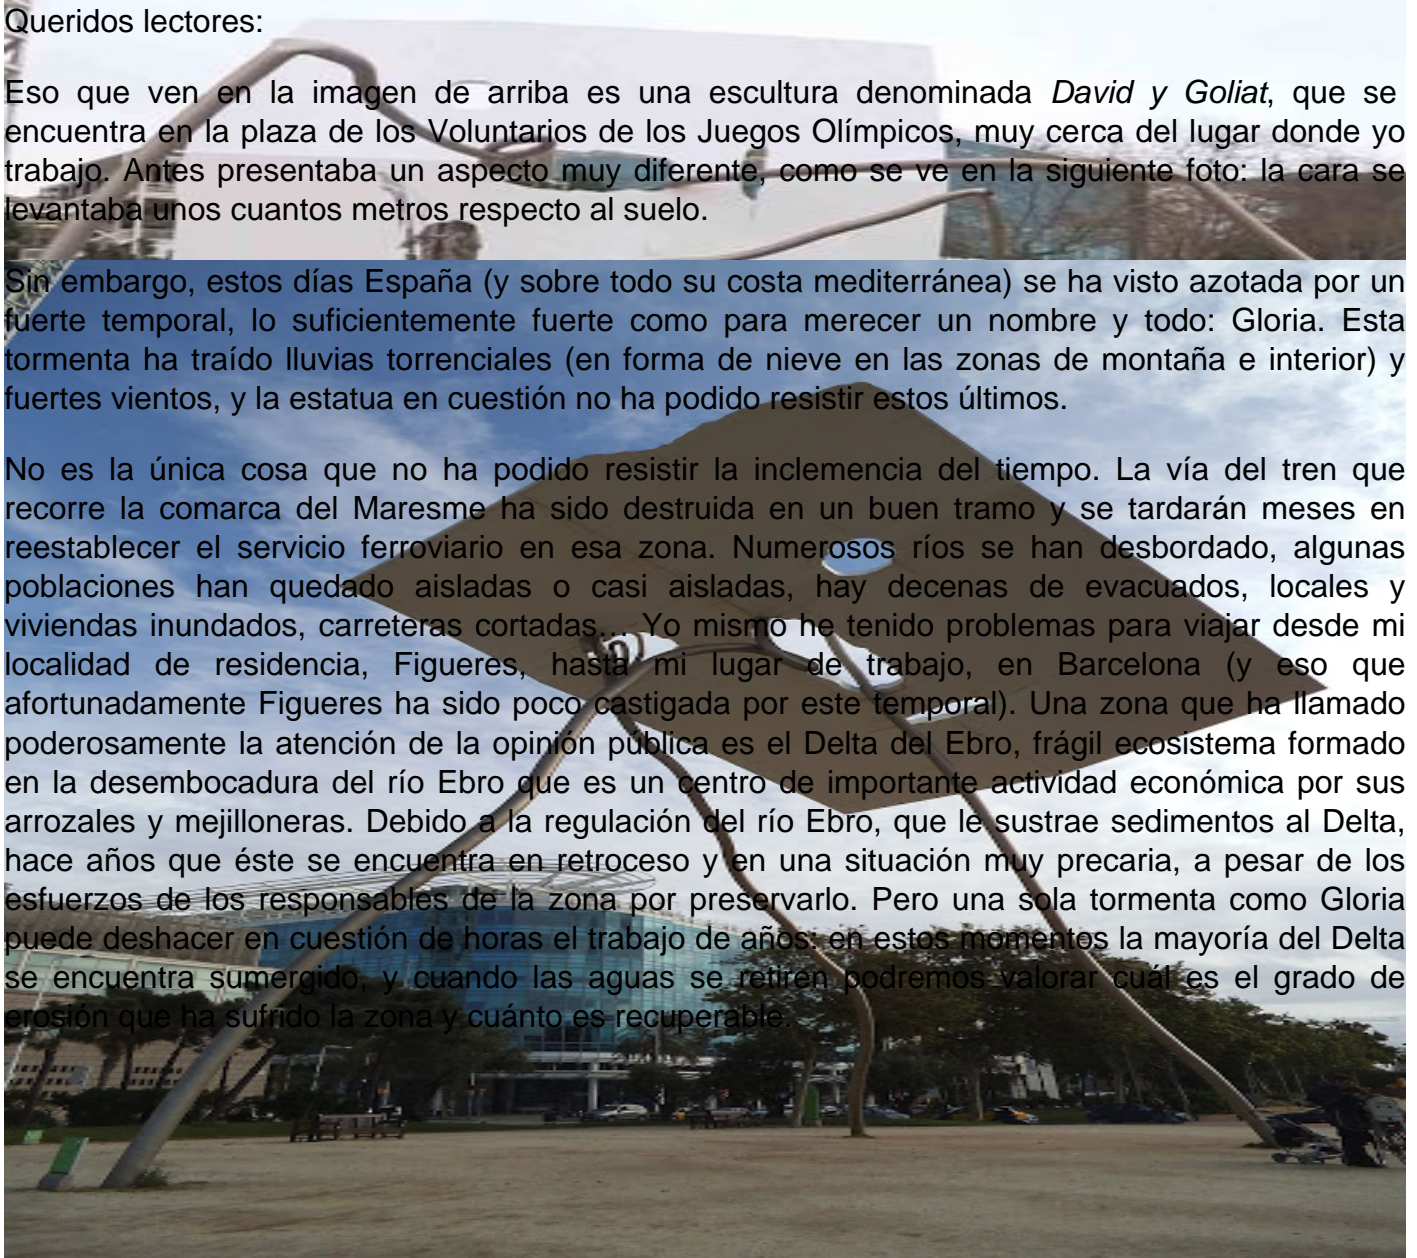 Queridos lectores:
Eso que ven en la imagen de arriba es una escultura denominada David y Goliat, que se
encuentra en la plaza de los Voluntarios de los Juegos Olímpicos, muy cerca del lugar donde yo
trabajo. Antes presentaba un aspecto muy diferente, como se ve en la siguiente foto: la cara se
levantaba unos cuantos metros respecto al suelo.
Sin embargo, estos días España (y sobre todo su costa mediterránea) se ha visto azotada por un
fuerte temporal, lo suficientemente fuerte como para merecer un nombre y todo: Gloria. Esta
tormenta ha traído lluvias torrenciales (en forma de nieve en las zonas de montaña e interior) y
fuertes vientos, y la estatua en cuestión no ha podido resistir estos últimos.
No es la única cosa que no ha podido resistir la inclemencia del tiempo. La vía del tren que
recorre la comarca del Maresme ha sido destruida en un buen tramo y se tardarán meses en
reestablecer el servicio ferroviario en esa zona. Numerosos ríos se han desbordado, algunas
poblaciones han quedado aisladas o casi aisladas, hay decenas de evacuados, locales y
viviendas inundados, carreteras cortadas... Yo mismo he tenido problemas para viajar desde mi
localidad de residencia, Figueres, hasta mi lugar de trabajo, en Barcelona (y eso que
afortunadamente Figueres ha sido poco castigada por este temporal). Una zona que ha llamado
poderosamente la atención de la opinión pública es el Delta del Ebro, frágil ecosistema formado
en la desembocadura del río Ebro que es un centro de importante actividad económica por sus
arrozales y mejilloneras. Debido a la regulación del río Ebro, que le sustrae sedimentos al Delta,
hace años que éste se encuentra en retroceso y en una situación muy precaria, a pesar de los
esfuerzos de los responsables de la zona por preservarlo. Pero una sola tormenta como Gloria
puede deshacer en cuestión de horas el trabajo de años: en estos momentos la mayoría del Delta
se encuentra sumergido, y cuando las aguas se retiren podremos valorar cuál es el grado de
erosión que ha sufrido la zona y cuánto es recuperable.